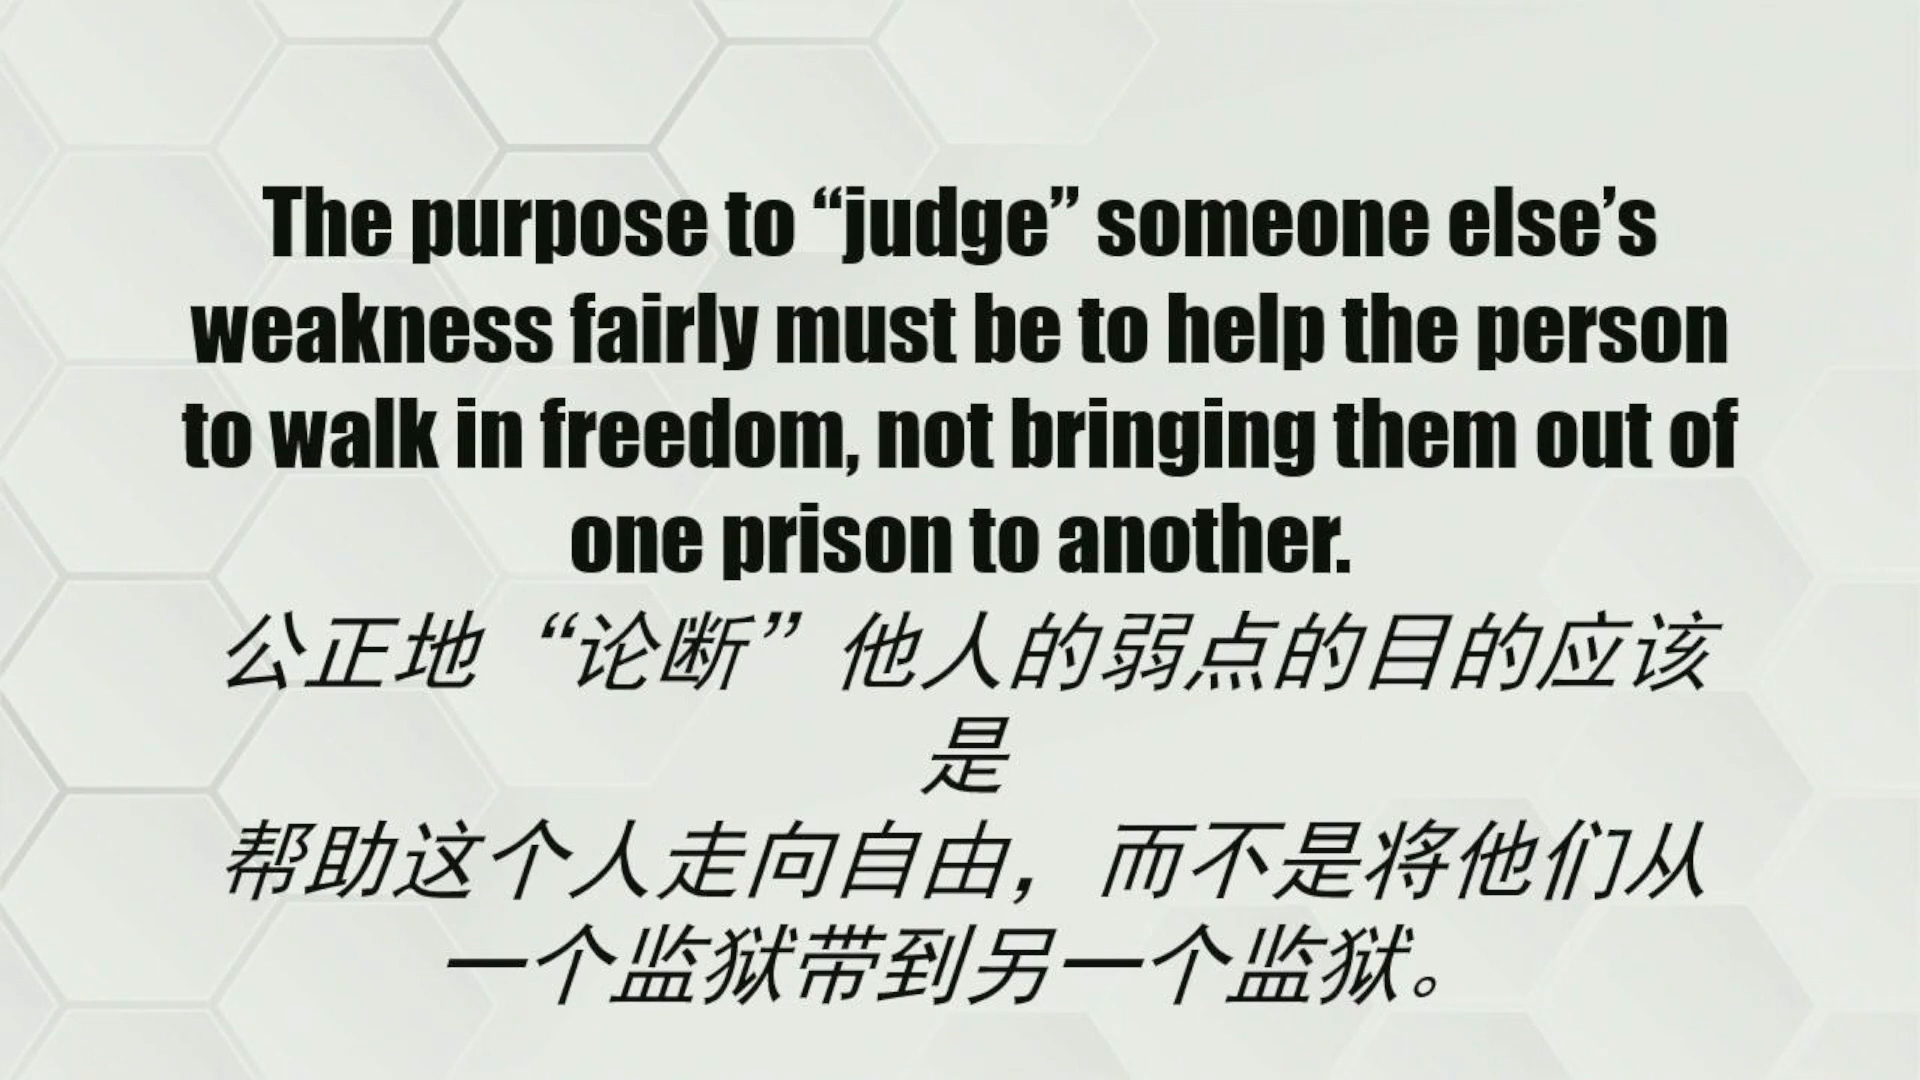 The purpose to “judge” someone else’s
weakness fairly must be to help the person
to walk in freedom, not bringing them out of
one prison to another.
公正地“论断”他人的弱点的目的应该
是
帮助这个人走向自由，而不是将他们从
一个监狱带到另一个监狱。